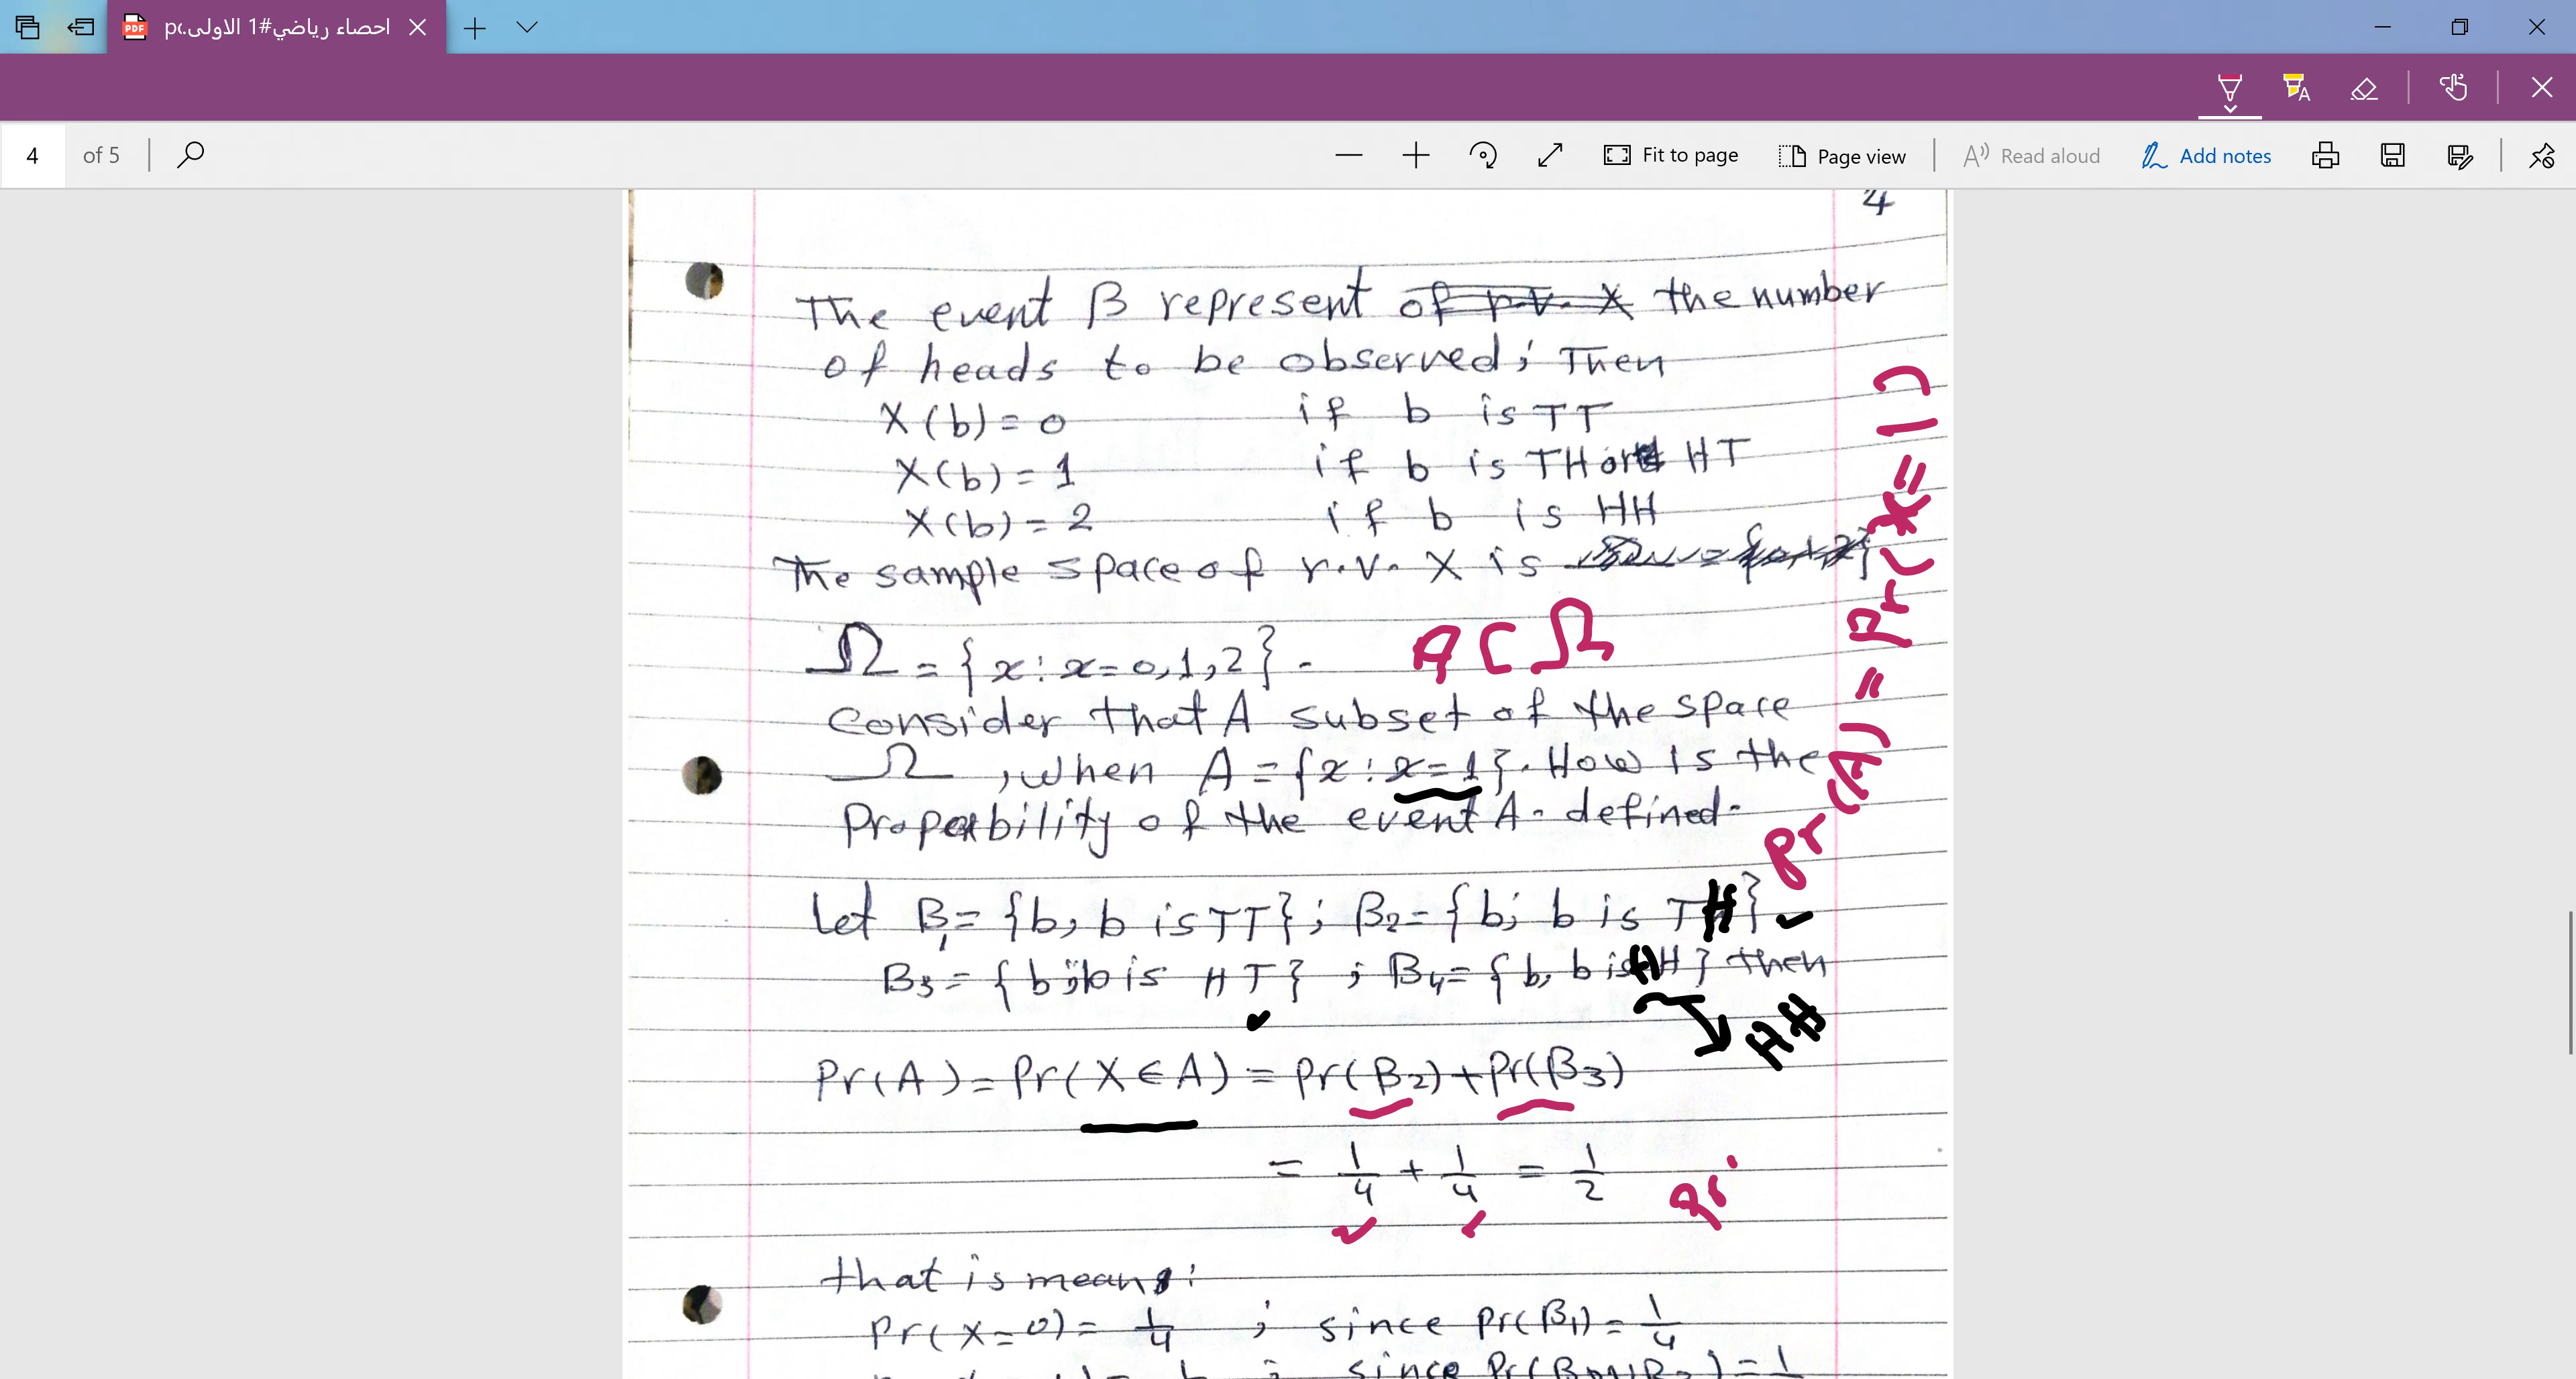 احصاء رياضي#1 الاولى.pc
4 of 5
Fit to page
Page view
Read aloud
Add notes
4
The event B represent of r.v. X the number
of heads to be observed; Then
X(b) = 0 if b is TT
X(b) = 1 if b is TH or HT
X(b) = 2 if b is HH
The sample space of r.v. X is
Ω = {x : x = 0,1,2}.
A ⊂ Ω
Consider that A subset of the space
Ω, when A = {x : x = 1}. How is the
Propability of the event A. defined.
Pr(A) = Pr(X = 1)
Let B1 = {b, b is TT}; B2 = {b; b is TH}
B3 = {b; b is HT}; B4 = {b, b is HH} then
HH
Pr(A) = Pr(X ∈ A) = Pr(B2) + Pr(B3)
= 1/4 + 1/4 = 1/2
Pr
that is means:
Pr(X = 0) = 1/4 ; since Pr(B1) = 1/4
since Pr(